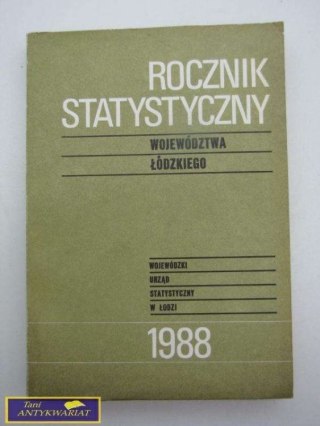 ROCZNIK
STATYSTYCZNY
WOJEWÓDZTWA
ŁÓDZKIEGO
WOJEWÓDZKI
URZĄD
STATYSTYCZNY
W ŁODZI
1988
Tani
ANTYKWARIAT